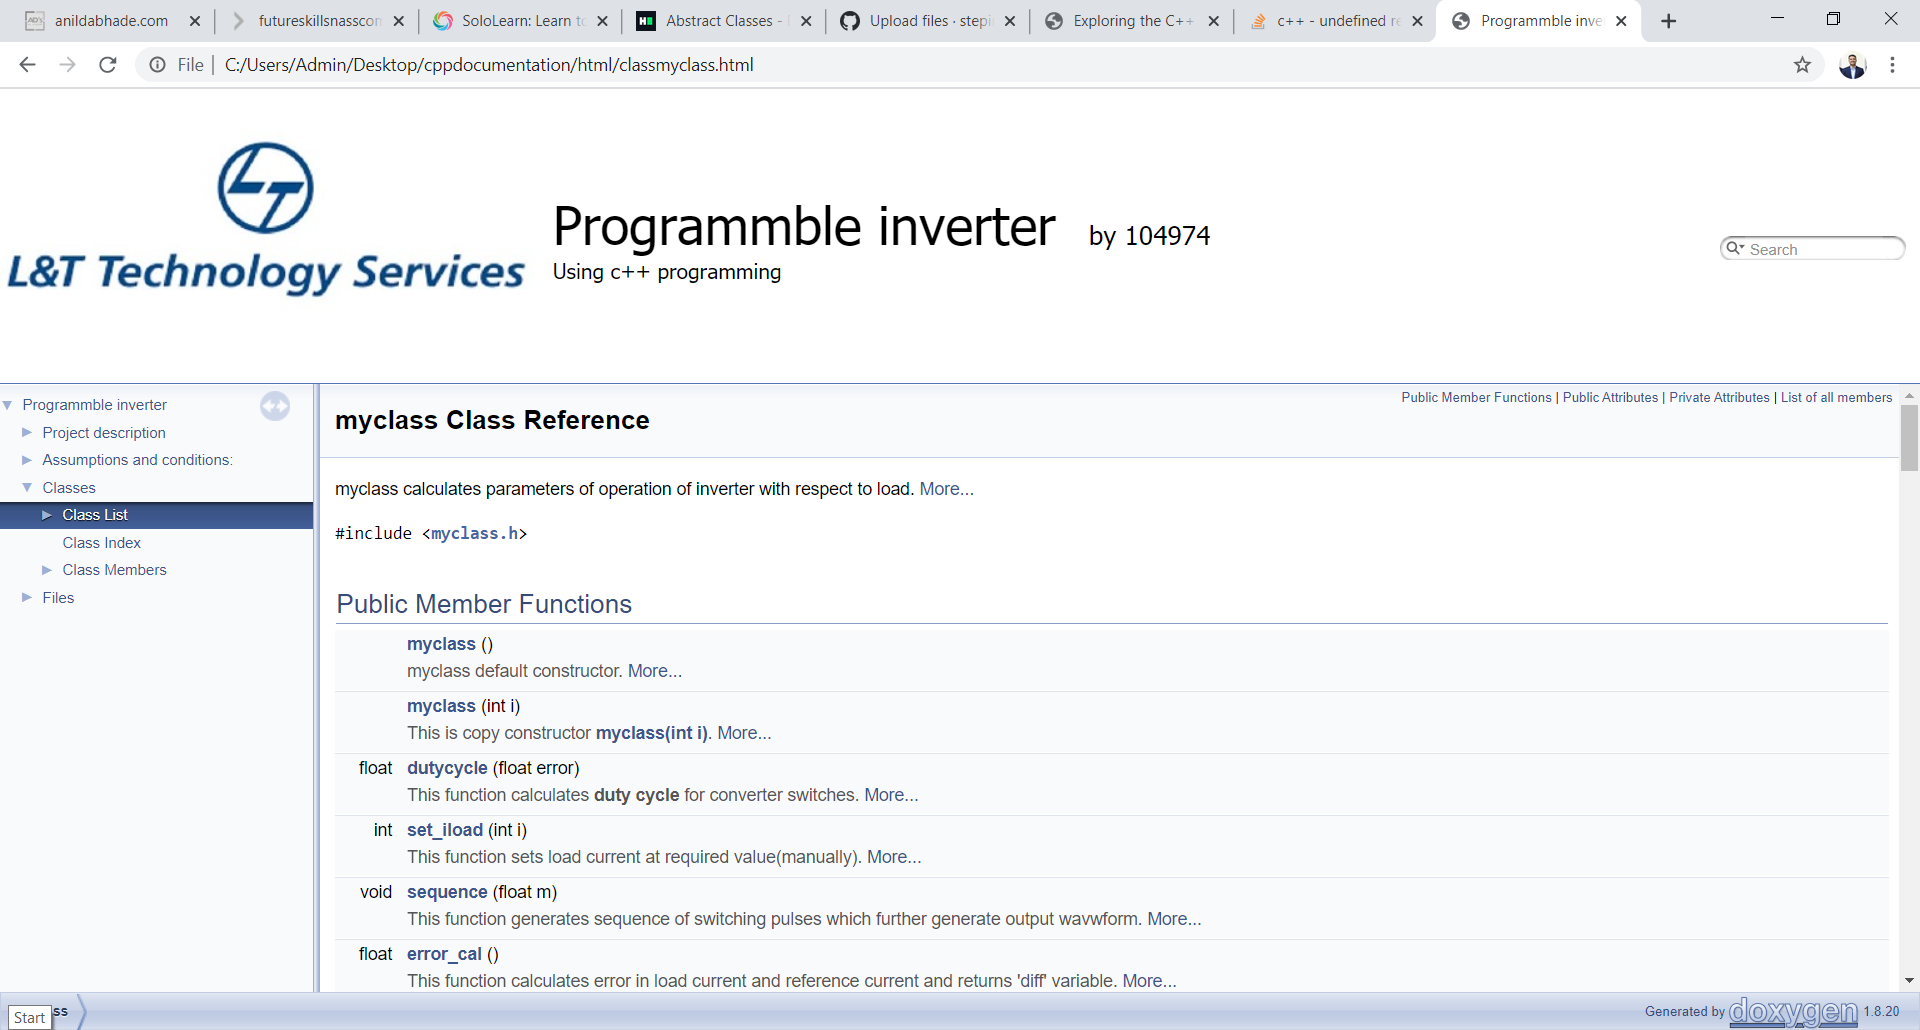 anildabhade.com
futureskillsnasscom
SoloLearn: Learn to
Abstract Classes -
Upload files · stepin
Exploring the C++
c++ - undefined re
Programmble inve
File | C:/Users/Admin/Desktop/cppdocumentation/html/classmyclass.html
LT
L&T Technology Services
Programmble inverter by 104974
Using c++ programming
Search
Programmble inverter
Project description
Assumptions and conditions:
Classes
Class List
Class Index
Class Members
Files
Public Member Functions | Public Attributes | Private Attributes | List of all members
myclass Class Reference
myclass calculates parameters of operation of inverter with respect to load. More...
#include <myclass.h>
Public Member Functions
myclass ()
myclass default constructor. More...
myclass (int i)
This is copy constructor myclass(int i). More...
float dutycycle (float error)
This function calculates duty cycle for converter switches. More...
int set_iload (int i)
This function sets load current at required value(manually). More...
void sequence (float m)
This function generates sequence of switching pulses which further generate output wavwform. More...
float error_cal ()
This function calculates error in load current and reference current and returns 'diff' variable. More...
Start
ss
Generated by doxygen 1.8.20